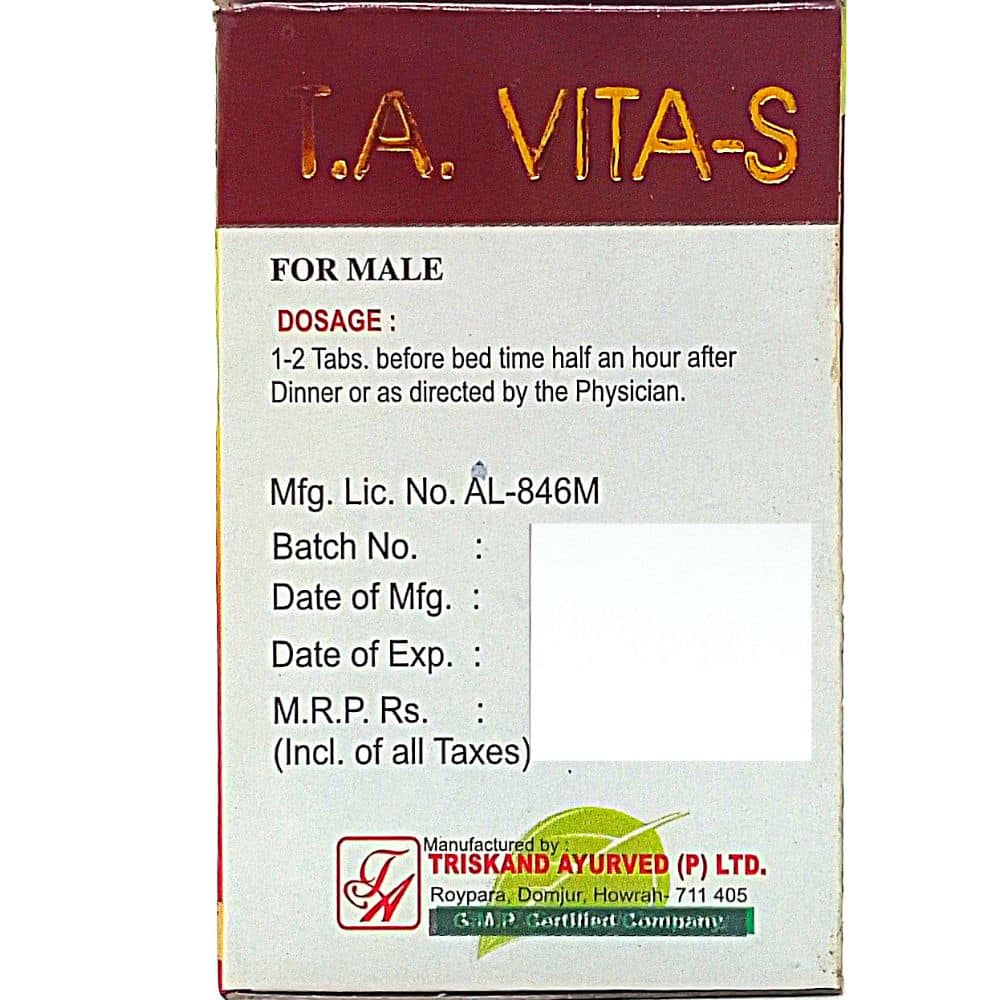 T.A. VITA-S
FOR MALE
DOSAGE :
1-2 Tabs. before bed time half an hour after
Dinner or as directed by the Physician.
Mfg. Lic. No. AL-846M
Batch No. :
Date of Mfg. :
Date of Exp. :
M.R.P. Rs. :
(Incl. of all Taxes)
Manufactured by :
TRISKAND AYURVED (P) LTD.
Roypara, Domjur, Howrah- 711 405
G.M.P. Certified Company
TA